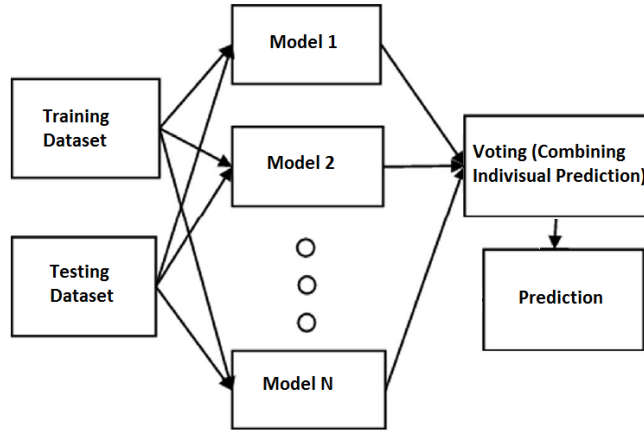 Model 1
Training
Dataset
Model 2
Voting (Combining
Indivisual Prediction)
Testing
Dataset
Prediction
Model N